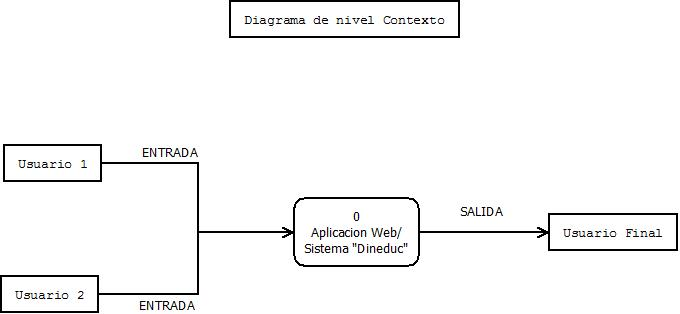 Diagrama de nivel Contexto
ENTRADA
Usuario 1
0
Aplicacion Web/
Sistema "Dineduc"
SALIDA
Usuario Final
Usuario 2
ENTRADA